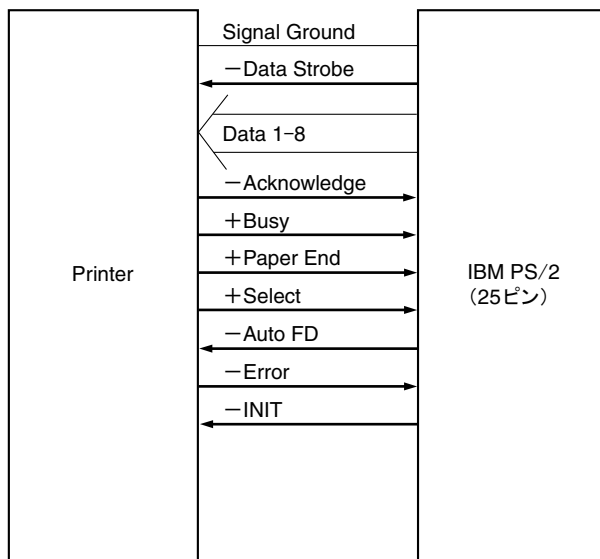 Signal Ground
−Data Strobe
Data 1−8
−Acknowledge
+Busy
+Paper End
+Select
−Auto FD
−Error
−INIT
Printer
IBM PS/2
(25ピン)